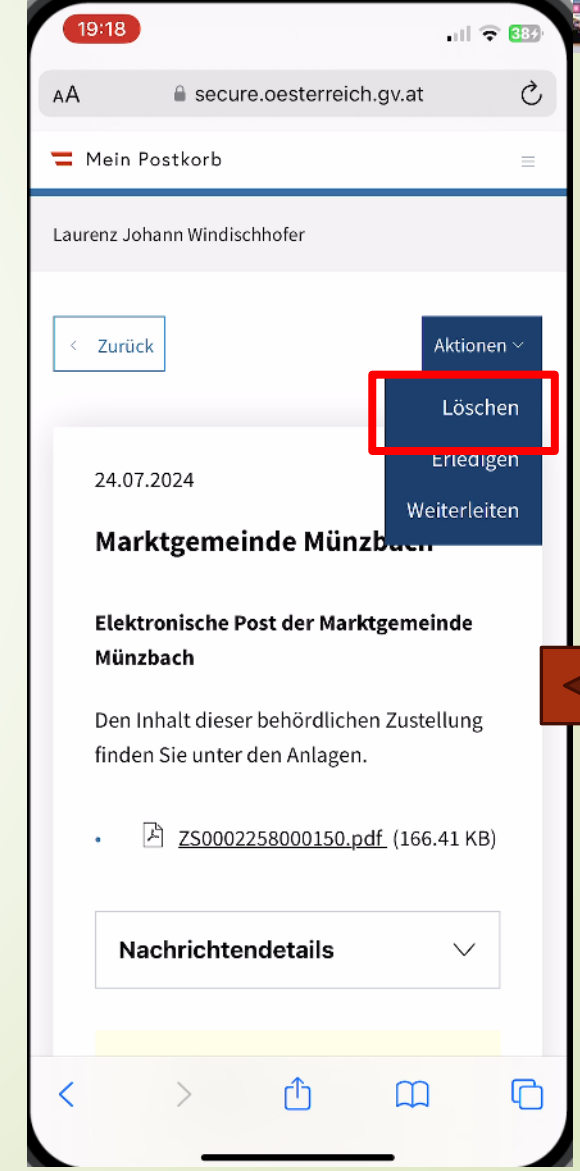 19:18
38
AA secure.oesterreich.gv.at
Mein Postkorb
Laurenz Johann Windischhofer
Zurück
Aktionen
Löschen
Erledigen
Weiterleiten
24.07.2024
Marktgemeinde Münzbach
Elektronische Post der Marktgemeinde
Münzbach
Den Inhalt dieser behördlichen Zustellung
finden Sie unter den Anlagen.
• ZS0002258000150.pdf (166.41 KB)
Nachrichtendetails